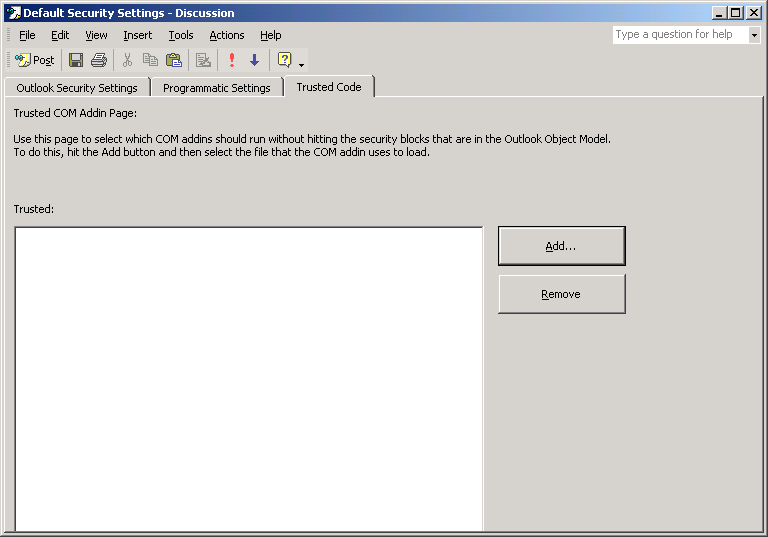 Default Security Settings - Discussion
File Edit View Insert Tools Actions Help Type a question for help
Post
Outlook Security Settings Programmatic Settings Trusted Code
Trusted COM Addin Page:
Use this page to select which COM addins should run without hitting the security blocks that are in the Outlook Object Model.
To do this, hit the Add button and then select the file that the COM addin uses to load.
Trusted:
Add...
Remove